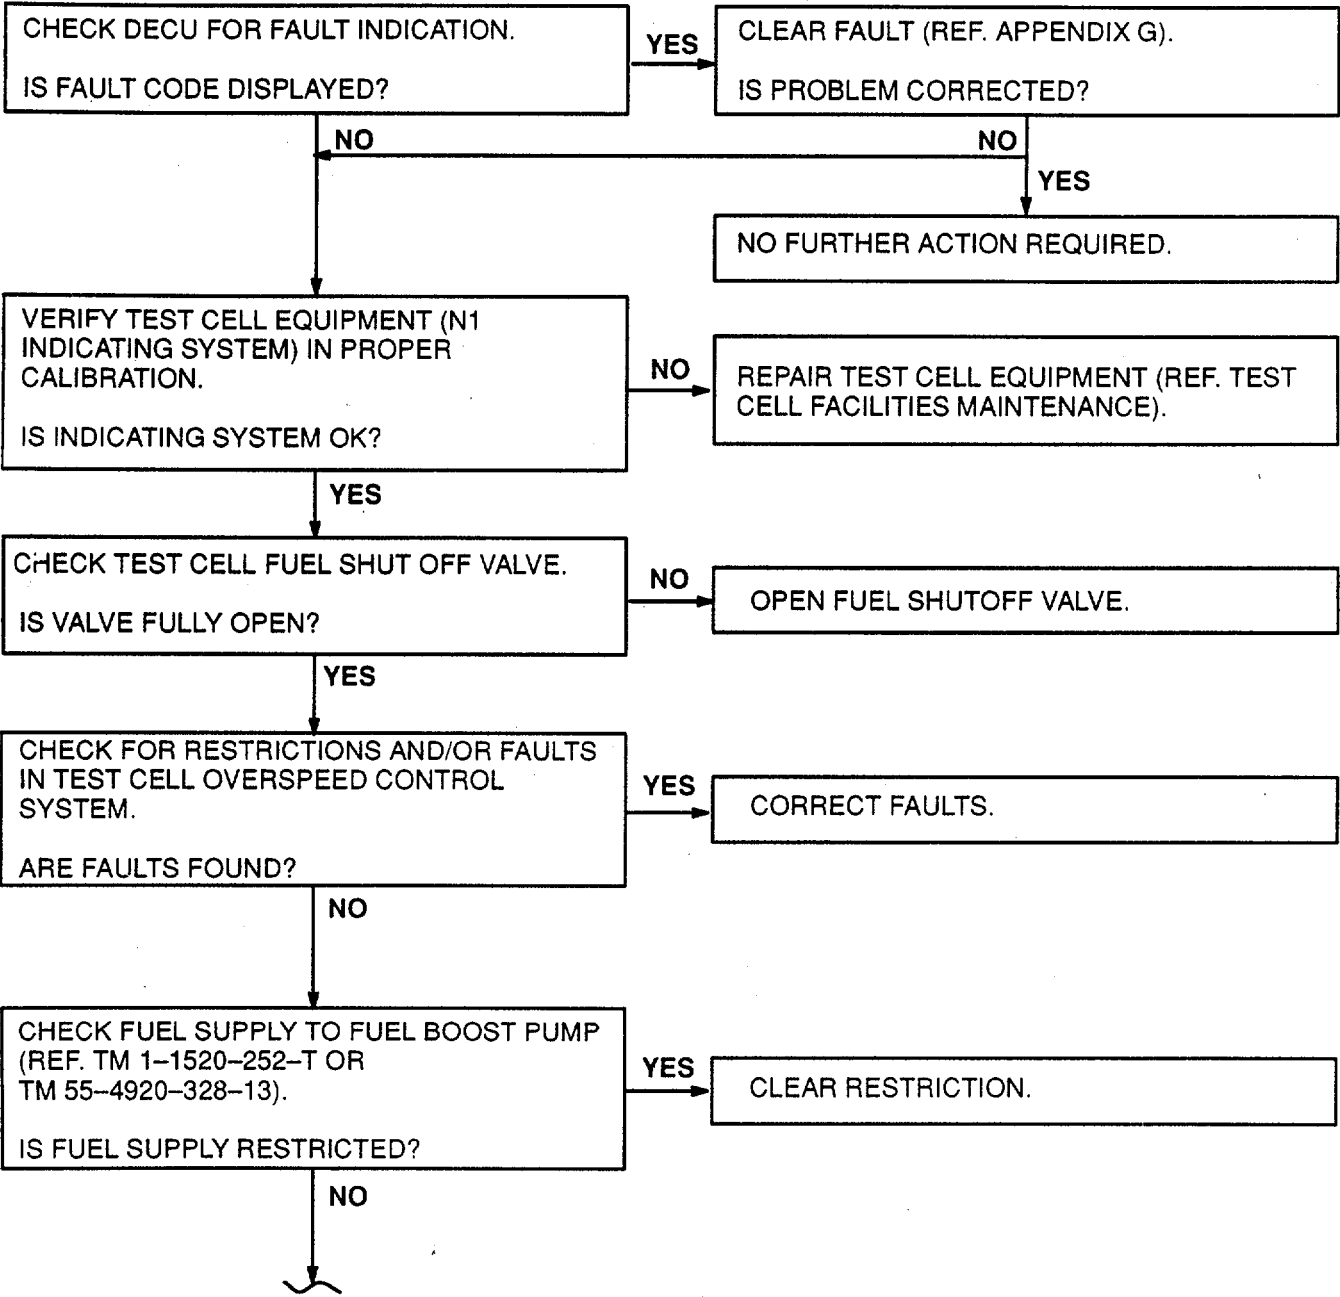 CHECK DECU FOR FAULT INDICATION.
IS FAULT CODE DISPLAYED?
YES
CLEAR FAULT (REF. APPENDIX G).
IS PROBLEM CORRECTED?
NO
NO
YES
NO FURTHER ACTION REQUIRED.
VERIFY TEST CELL EQUIPMENT (N1
INDICATING SYSTEM) IN PROPER
CALIBRATION.
IS INDICATING SYSTEM OK?
NO
REPAIR TEST CELL EQUIPMENT (REF. TEST
CELL FACILITIES MAINTENANCE).
YES
CHECK TEST CELL FUEL SHUT OFF VALVE.
IS VALVE FULLY OPEN?
NO
OPEN FUEL SHUTOFF VALVE.
YES
CHECK FOR RESTRICTIONS AND/OR FAULTS
IN TEST CELL OVERSPEED CONTROL
SYSTEM.
ARE FAULTS FOUND?
YES
CORRECT FAULTS.
NO
CHECK FUEL SUPPLY TO FUEL BOOST PUMP
(REF. TM 1–1520–252–T OR
TM 55–4920–328–13).
IS FUEL SUPPLY RESTRICTED?
YES
CLEAR RESTRICTION.
NO